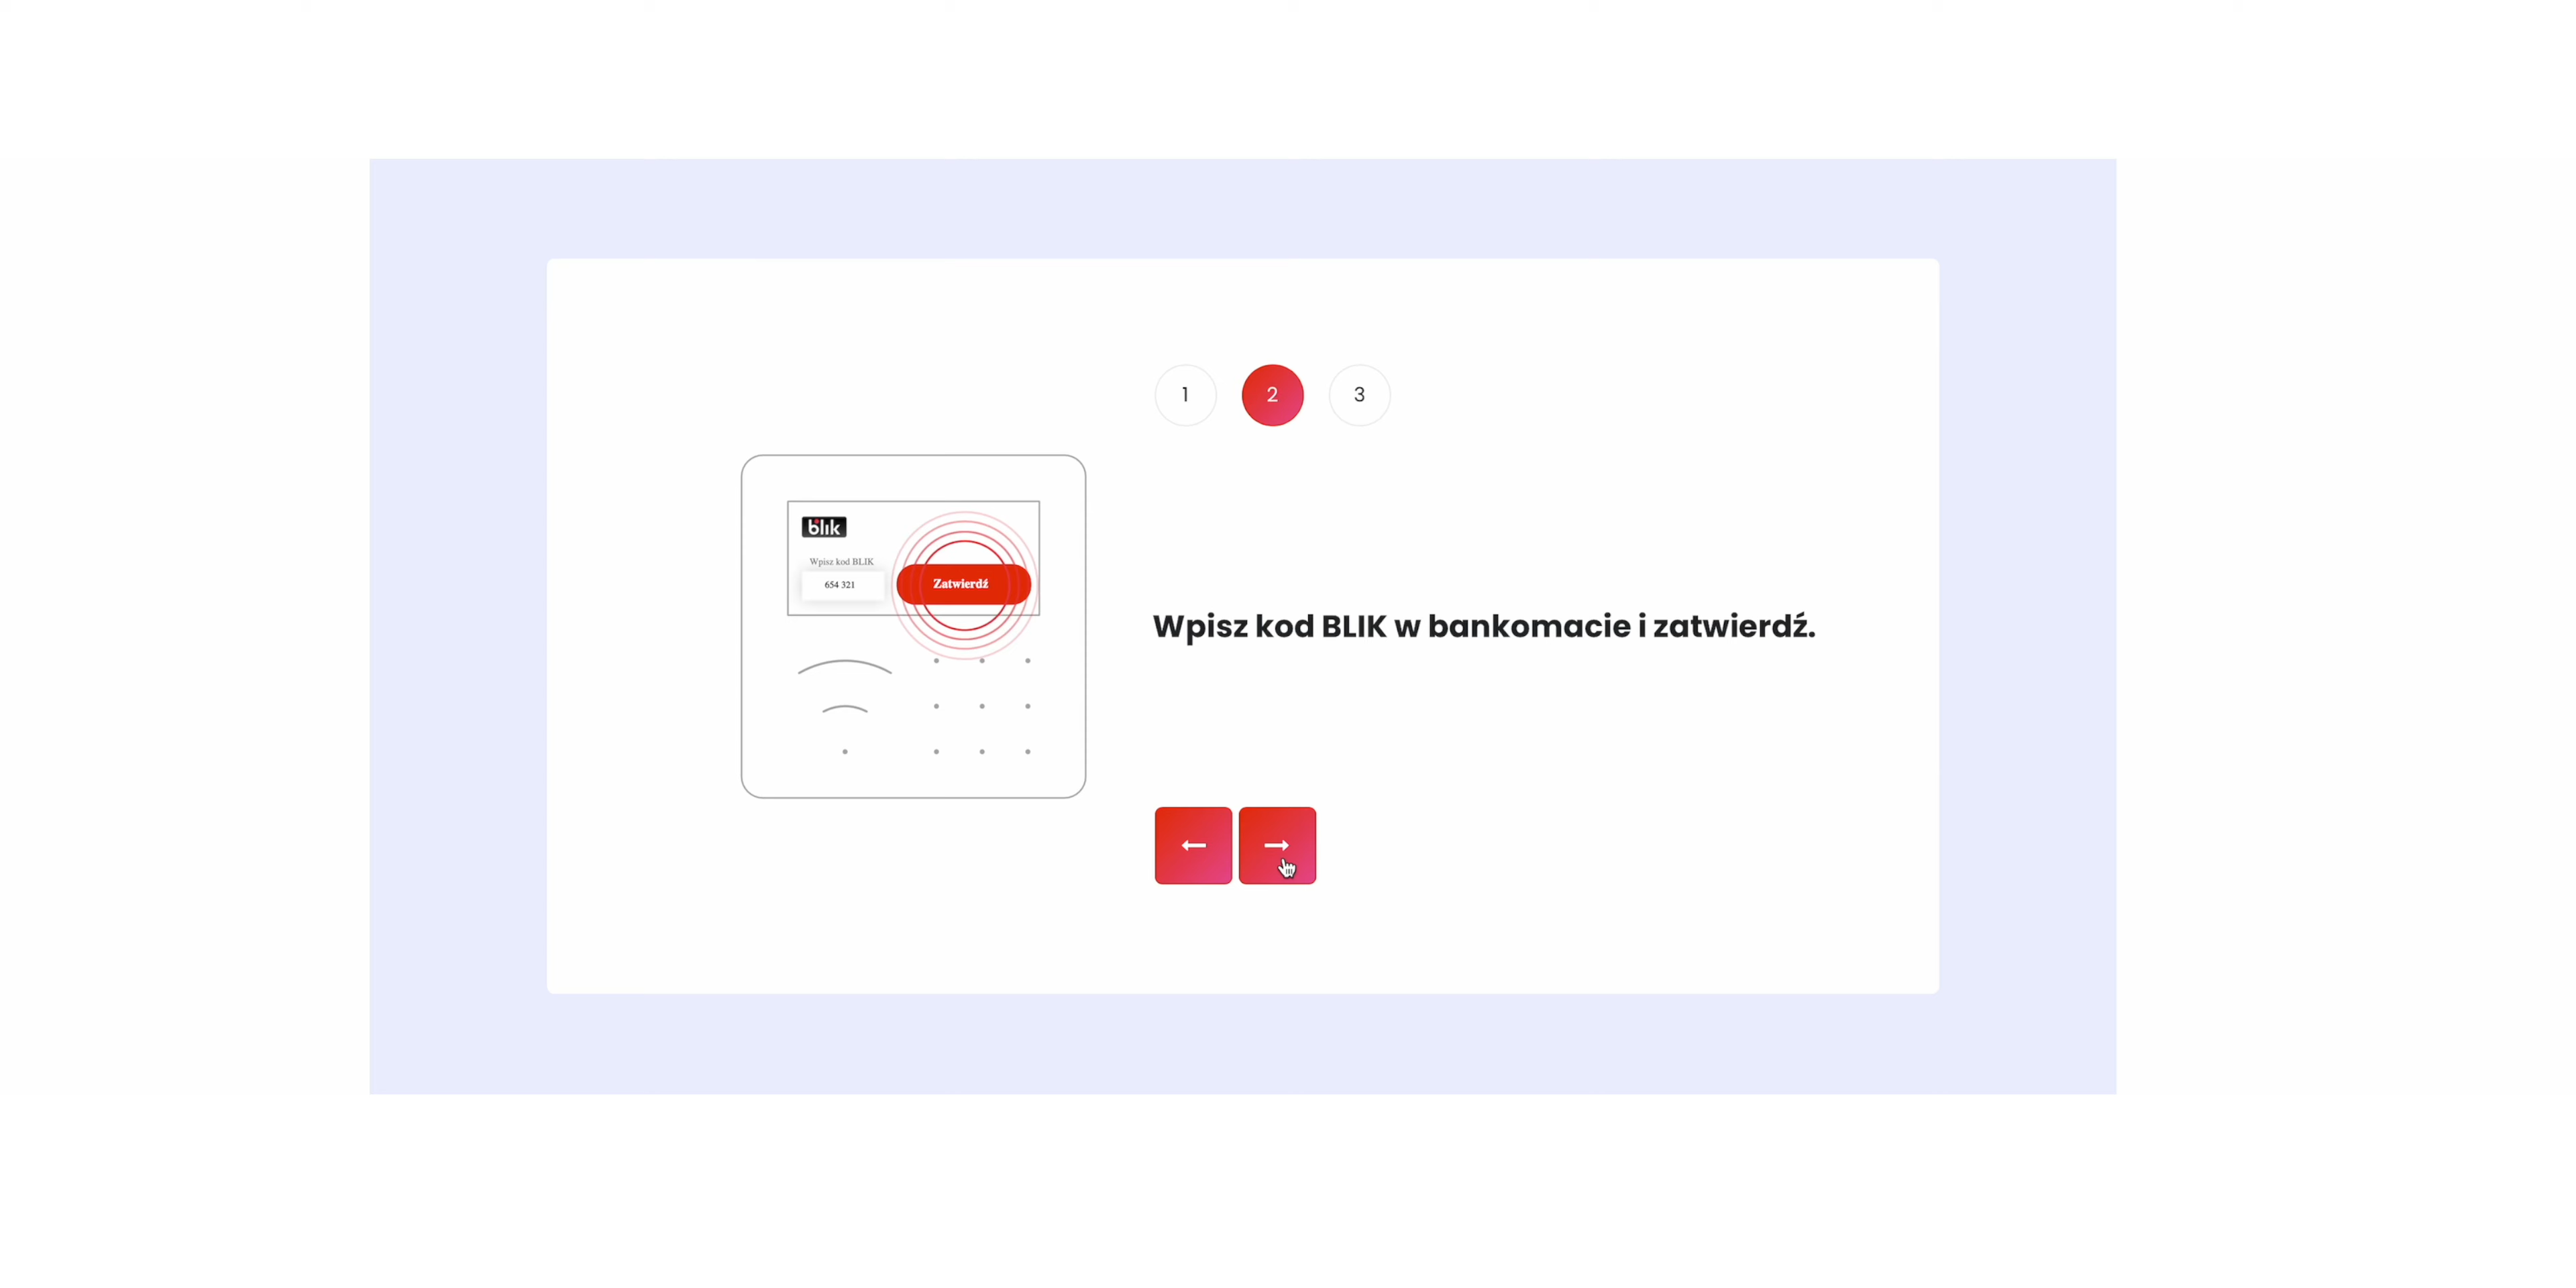 1 2 3
blik
Wpisz kod BLIK
654 321
Zatwierdź
Wpisz kod BLIK w bankomacie i zatwierdź.